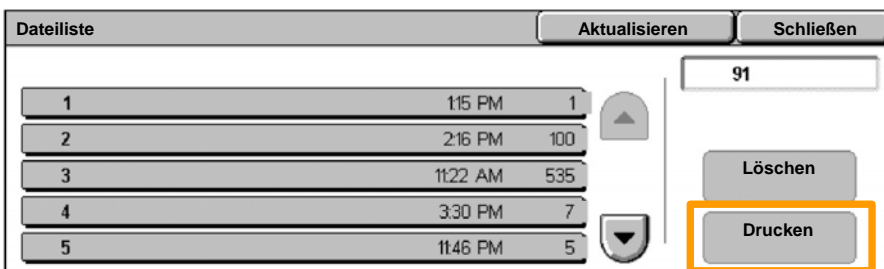 Dateiliste Aktualisieren Schließen
91
1 1:15 PM 1
2 2:16 PM 100
3 11:22 AM 535
Löschen
4 3:30 PM 7
Drucken
5 11:46 PM 5